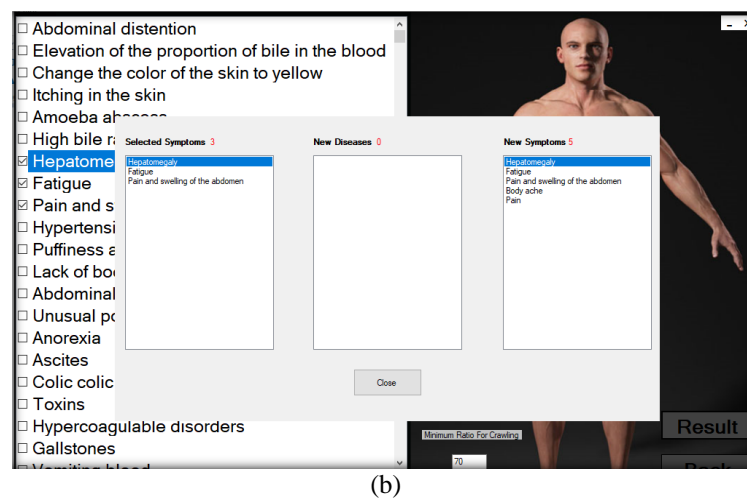 Abdominal distention
Elevation of the proportion of bile in the blood
Change the color of the skin to yellow
Itching in the skin
Amoeba
High bile
Hepatome
Fatigue
Pain and s
Hypertensi
Puffiness a
Lack of bo
Abdominal
Unusual po
Anorexia
Ascites
Colic colic
Toxins
Hypercoagulable disorders
Gallstones
Vomiting blood
Selected Symptoms 3
Hepatomegaly
Fatigue
Pain and swelling of the abdomen
New Diseases 0
New Symptoms 5
Hepatomegaly
Fatigue
Pain and swelling of the abdomen
Body ache
Pain
Close
Minimum Ratio For Crawling
70
Result
Back
(b)